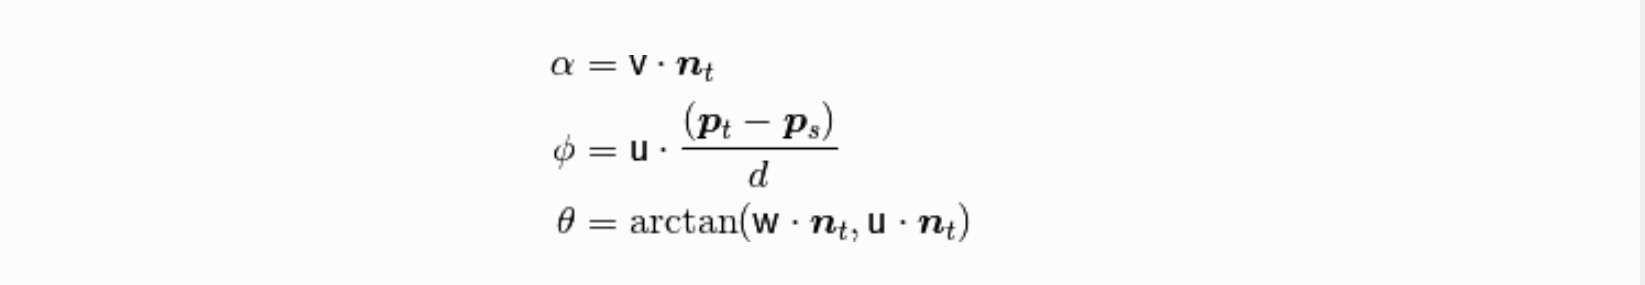 α = v · n_t
ϕ = u · (p_t − p_s) / d
θ = arctan(w · n_t, u · n_t)